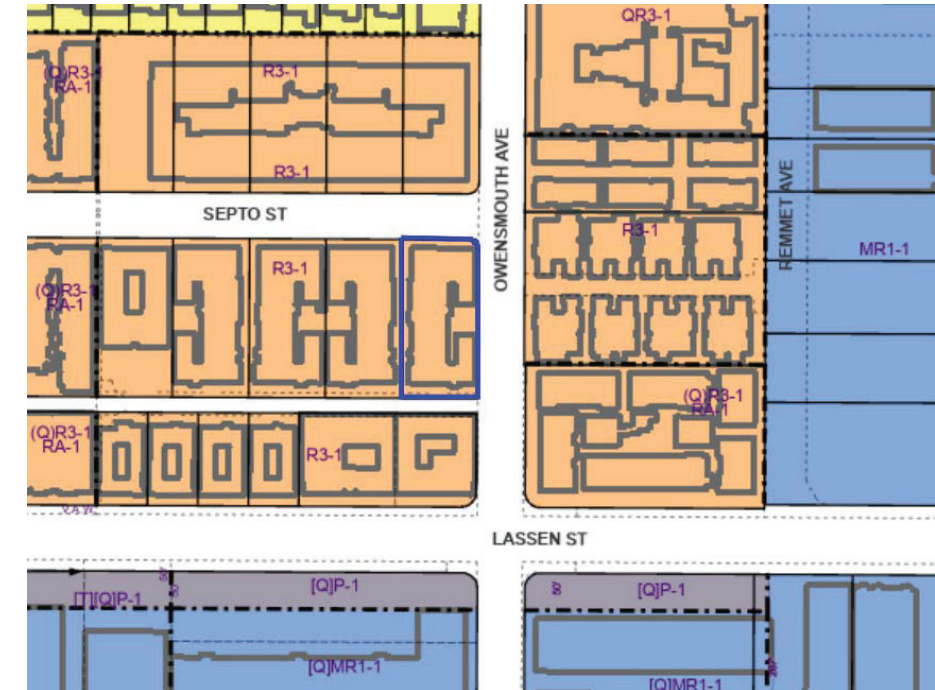 QR3-1
(Q)R3-1
RA-1
R3-1
R3-1
OWENSMOUTH AVE
REMMET AVE
SEPTO ST
R3-1
MR1-1
(Q)R3-1
RA-1
R3-1
(Q)R3-1
RA-1
(Q)R3-1
RA-1
R3-1
LASSEN ST
[T][Q]P-1
50'
[Q]P-1
50'
[Q]P-1
[Q]MR1-1
[Q]MR1-1